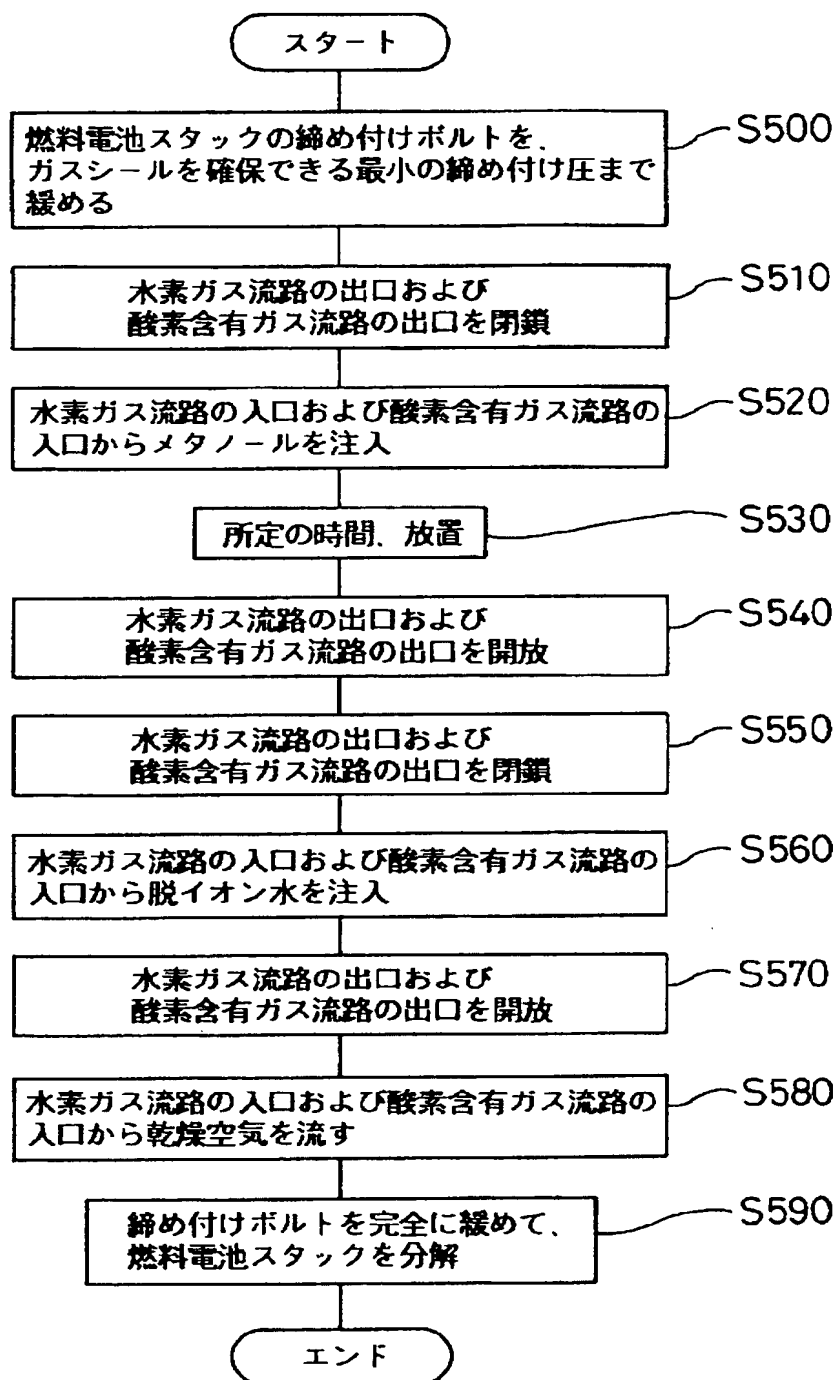 スタート
燃料電池スタックの締め付けボルトを、
ガスシールを確保できる最小の締め付け圧まで
緩める
S500
水素ガス流路の出口および
酸素含有ガス流路の出口を閉鎖
S510
水素ガス流路の入口および酸素含有ガス流路の
入口からメタノールを注入
S520
所定の時間、放置
S530
水素ガス流路の出口および
酸素含有ガス流路の出口を開放
S540
水素ガス流路の出口および
酸素含有ガス流路の出口を閉鎖
S550
水素ガス流路の入口および酸素含有ガス流路の
入口から脱イオン水を注入
S560
水素ガス流路の出口および
酸素含有ガス流路の出口を開放
S570
水素ガス流路の入口および酸素含有ガス流路の
入口から乾燥空気を流す
S580
締め付けボルトを完全に緩めて、
燃料電池スタックを分解
S590
エンド